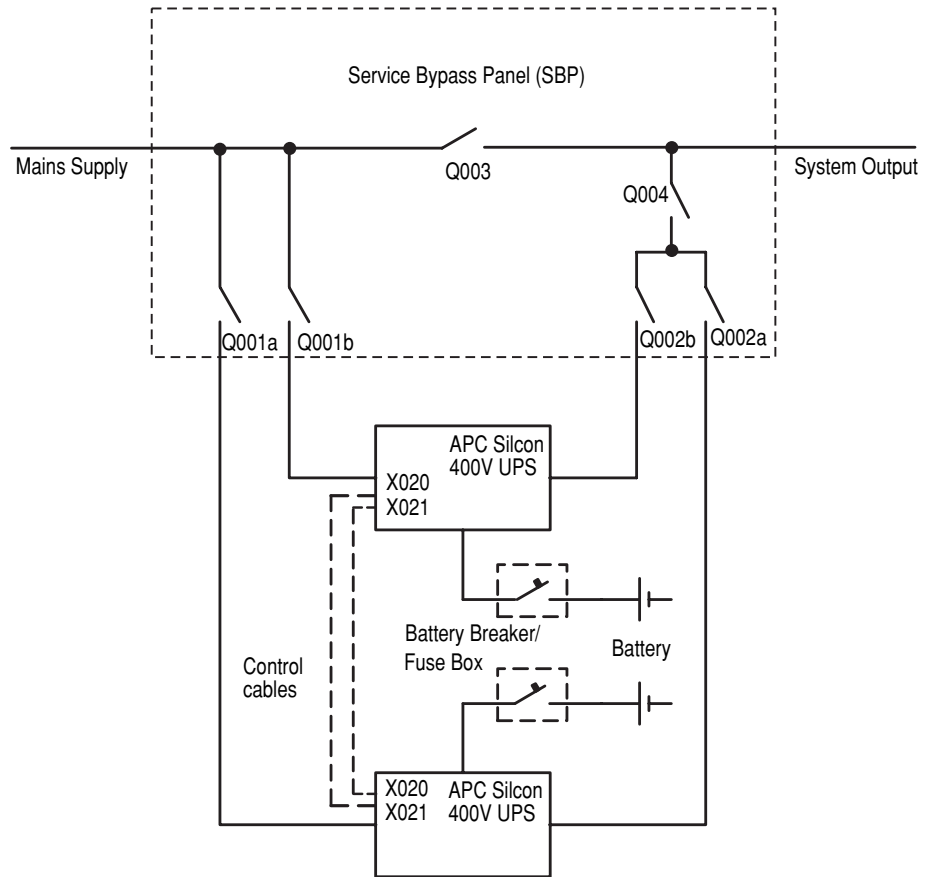 Service Bypass Panel (SBP)
Mains Supply
Q003
System Output
Q004
Q001a
Q001b
Q002b
Q002a
APC Silcon
400V UPS
X020
X021
Battery Breaker/
Fuse Box
Battery
Control
cables
X020
X021
APC Silcon
400V UPS